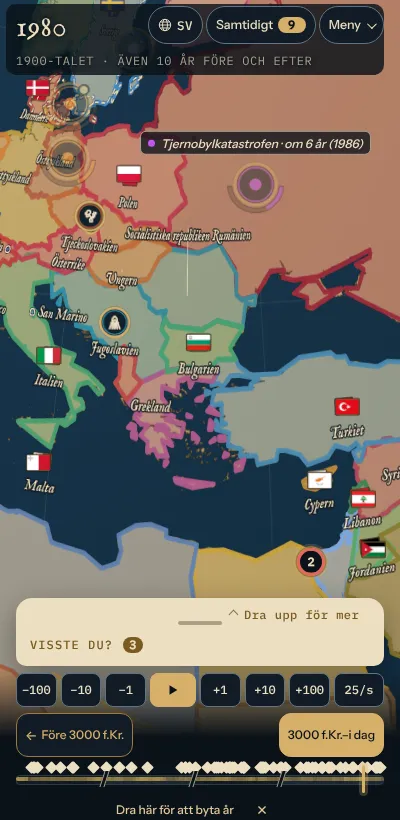 1980
SV
Samtidigt 9
Meny
1900-TALET · ÄVEN 10 ÅR FÖRE OCH EFTER
Tjernobylkatastrofen · om 6 år (1986)
Polen
Tjeckoslovakien
Socialistiska republiken Rumänien
Österrike
Ungern
San Marino
Jugoslavien
Italien
Bulgarien
Grekland
Turkiet
Malta
Cypern
Syri
Libanon
Jordanien
2
^ Dra upp för mer
VISSTE DU? 3
−100
−10
−1
+1
+10
+100
25/s
← Före 3000 f.Kr.
3000 f.Kr.–i dag
Dra här för att byta år ×